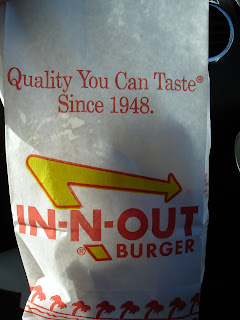 Quality You Can Taste®
Since 1948.
IN-N-OUT
® BURGER